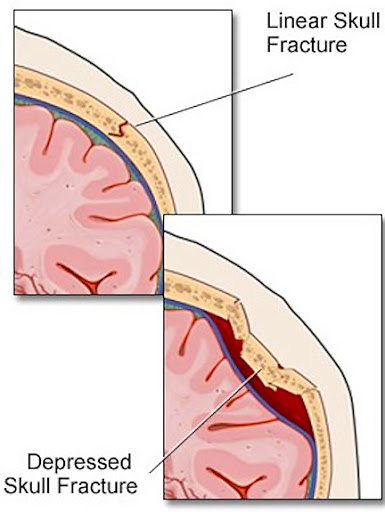 Linear Skull
Fracture
Depressed
Skull Fracture